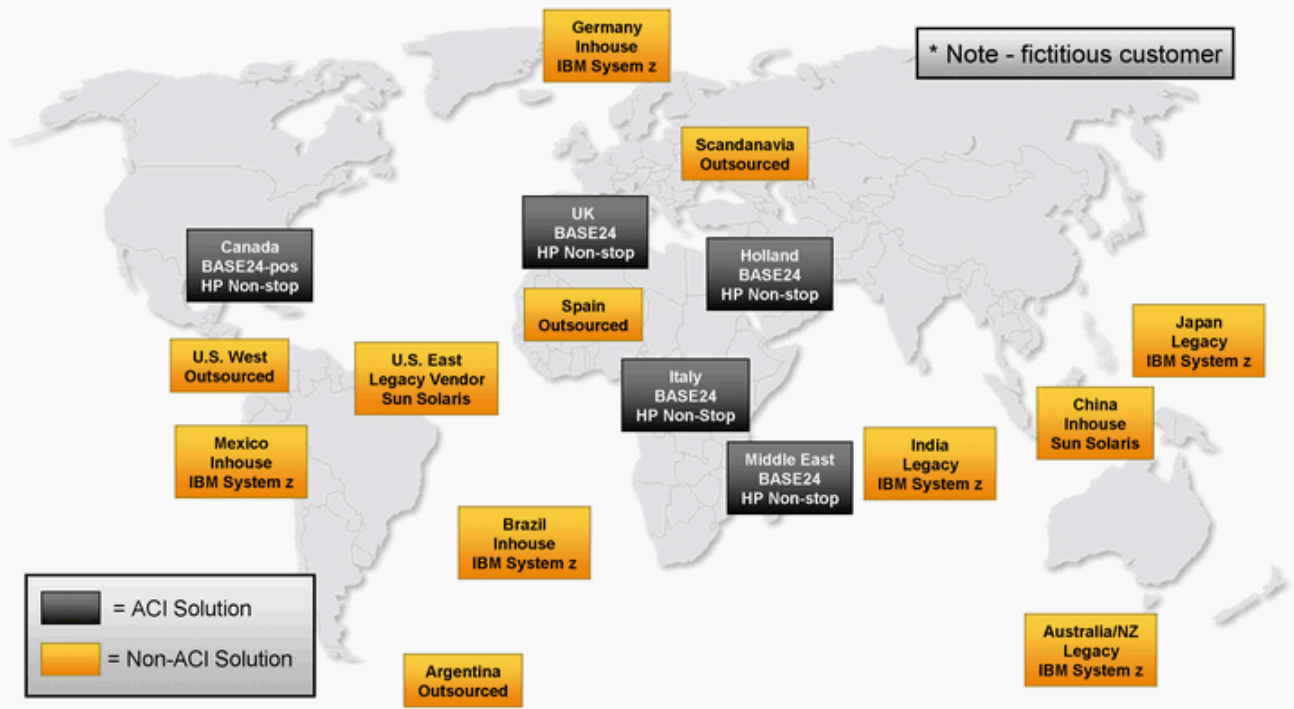 Germany
Inhouse
IBM Sysem z
* Note - fictitious customer
Scandanavia
Outsourced
UK
BASE24
HP Non-stop
Canada
BASE24-pos
HP Non-stop
Holland
BASE24
HP Non-stop
Spain
Outsourced
Japan
Legacy
IBM System z
U.S. West
Outsourced
U.S. East
Legacy Vendor
Sun Solaris
Italy
BASE24
HP Non-Stop
China
Inhouse
Sun Solaris
Mexico
Inhouse
IBM System z
Middle East
BASE24
HP Non-stop
India
Legacy
IBM System z
Brazil
Inhouse
IBM System z
= ACI Solution
= Non-ACI Solution
Argentina
Outsourced
Australia/NZ
Legacy
IBM System z